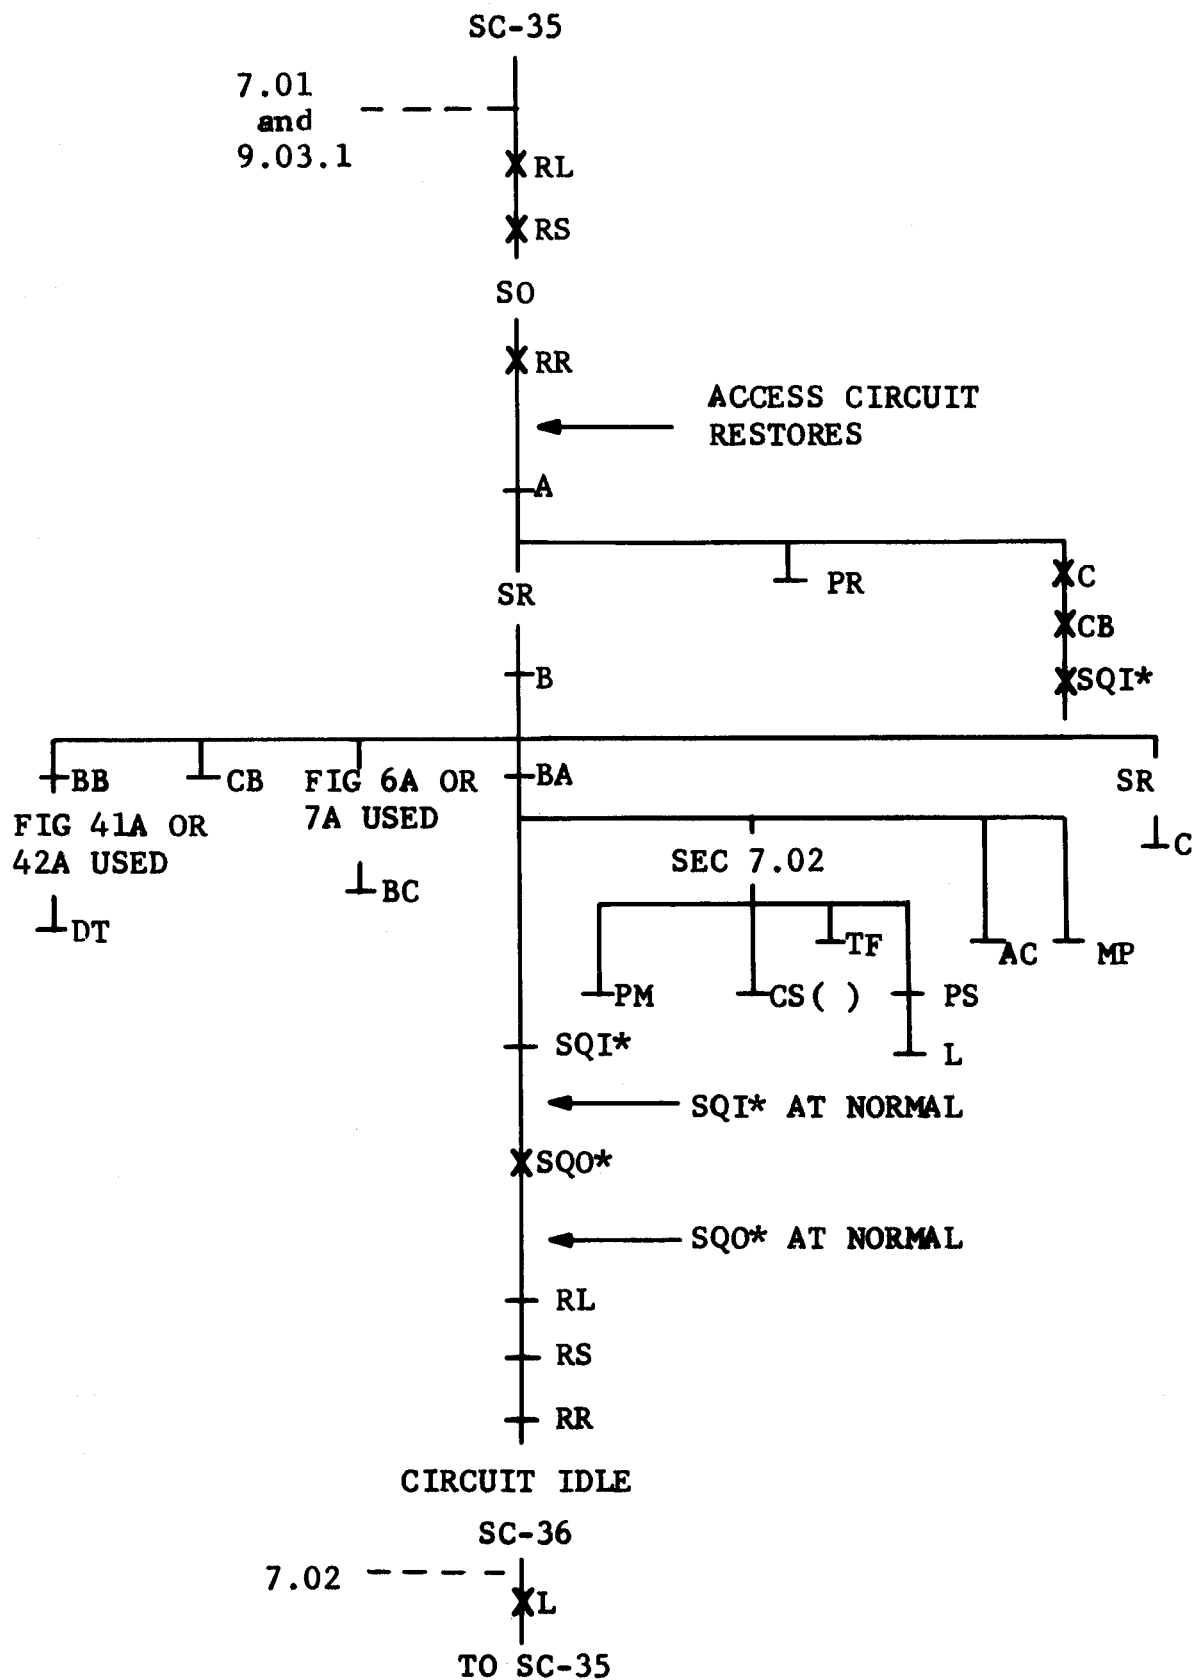 SC-35
7.01
and
9.03.1
RL
RS
SO
RR
ACCESS CIRCUIT
RESTORES
A
PR
C
SR
CB
B
SQI*
BB
CB
FIG 6A OR
7A USED
BA
SR
FIG 41A OR
42A USED
C
SEC 7.02
BC
DT
TF
AC
MP
PM
CS( )
PS
SQI*
L
SQI* AT NORMAL
SQO*
SQO* AT NORMAL
RL
RS
RR
CIRCUIT IDLE
SC-36
7.02
L
TO SC-35